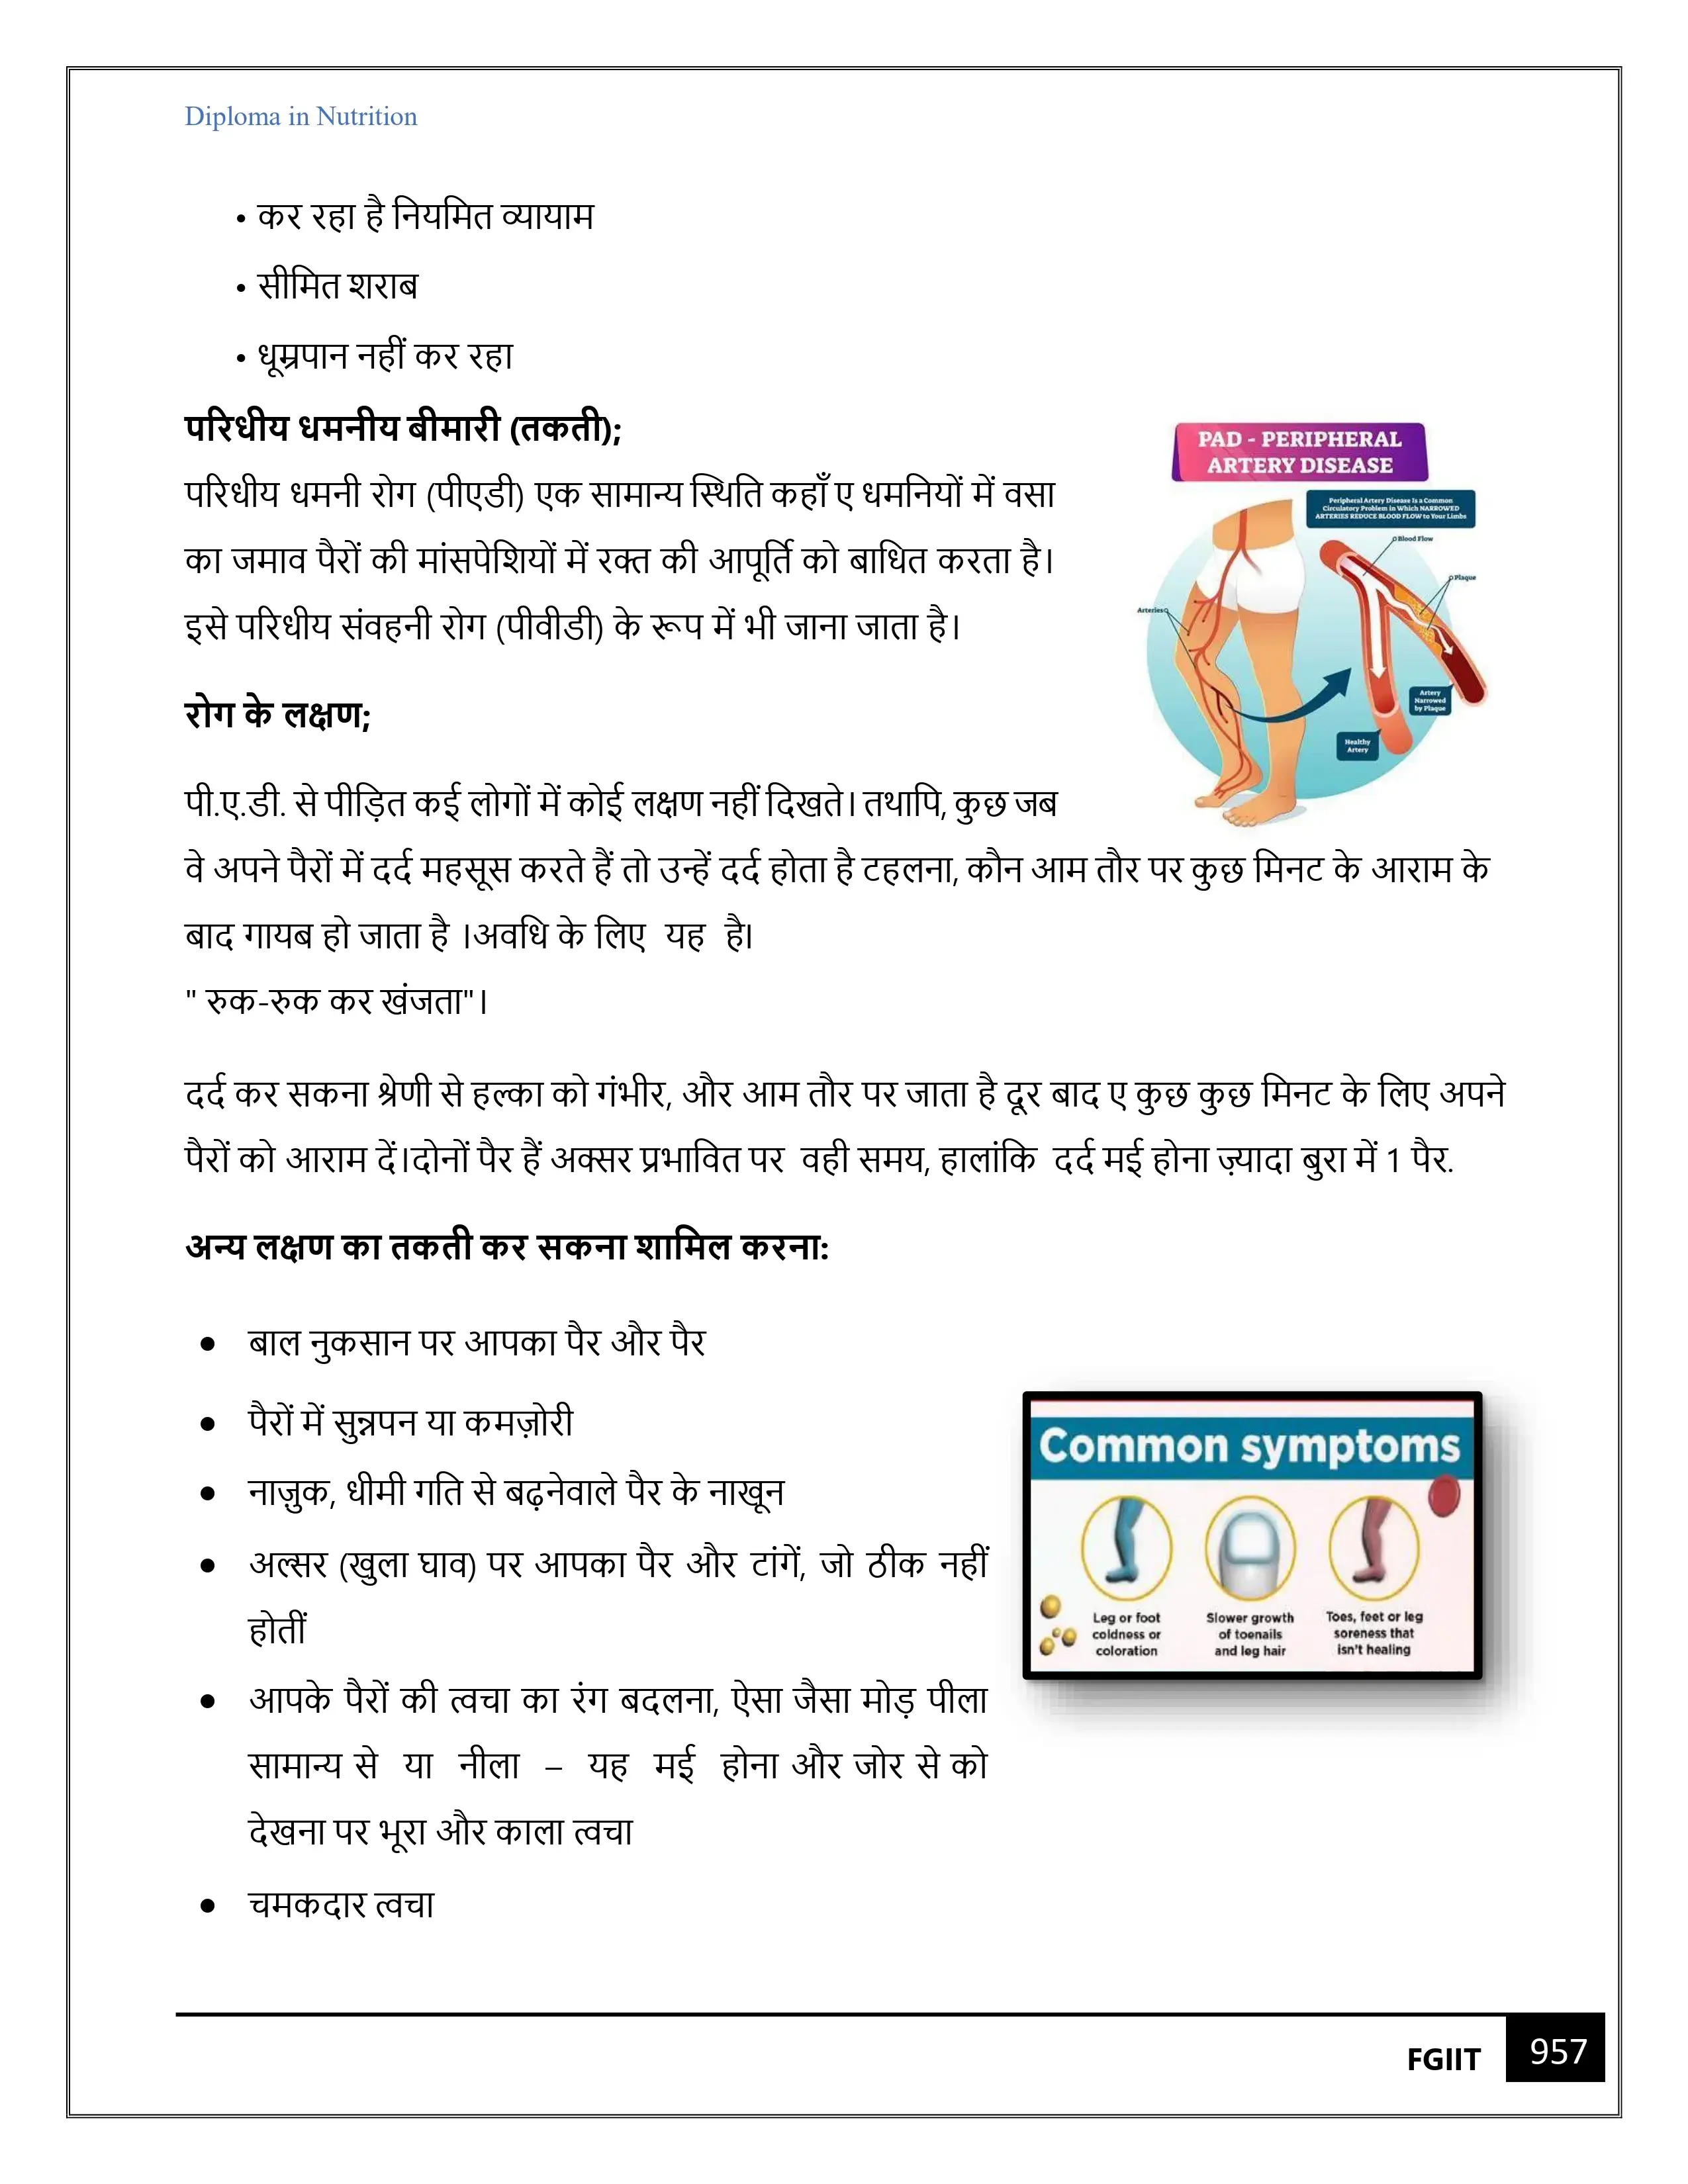 Diploma in Nutrition
• कर रहा है नियमित व्यायाम
• सीमित शराब
• धूम्रपान नहीं कर रहा
परिधीय धमनीय बीमारी (तकती);
परिधीय धमनी रोग (पीएडी) एक सामान्य स्थिति कहाँ ए धमनियों में वसा
का जमाव पैरों की मांसपेशियों में रक्त की आपूर्ति को बाधित करता है।
इसे परिधीय संवहनी रोग (पीवीडी) के रूप में भी जाना जाता है।
PAD - PERIPHERAL
ARTERY DISEASE
Peripheral Artery Disease Is a Common
Circulatory Problem in Which NARROWED
ARTERIES REDUCE BLOOD FLOW to Your Limbs
Blood Flow
Plaque
Arteries
Artery
Narrowed
by Plaque
Healthy
Artery
रोग के लक्षण;
पी.ए.डी. से पीड़ित कई लोगों में कोई लक्षण नहीं दिखते। तथापि, कुछ जब
वे अपने पैरों में दर्द महसूस करते हैं तो उन्हें दर्द होता है टहलना, कौन आम तौर पर कुछ मिनट के आराम के
बाद गायब हो जाता है ।अवधि के लिए यह है।
" रुक-रुक कर खंजता"।
दर्द कर सकना श्रेणी से हल्का को गंभीर, और आम तौर पर जाता है दूर बाद ए कुछ कुछ मिनट के लिए अपने
पैरों को आराम दें।दोनों पैर हैं अक्सर प्रभावित पर वही समय, हालांकि दर्द मई होना ज़्यादा बुरा में 1 पैर.
अन्य लक्षण का तकती कर सकना शामिल करना:
● बाल नुकसान पर आपका पैर और पैर
● पैरों में सुन्नपन या कमज़ोरी
● नाज़ुक, धीमी गति से बढ़नेवाले पैर के नाखून
● अल्सर (खुला घाव) पर आपका पैर और टांगें, जो ठीक नहीं
होतीं
● आपके पैरों की त्वचा का रंग बदलना, ऐसा जैसा मोड़ पीला
सामान्य से या नीला – यह मई होना और जोर से को
देखना पर भूरा और काला त्वचा
● चमकदार त्वचा
Common symptoms
Leg or foot
coldness or
coloration
Slower growth
of toenails
and leg hair
Toes, feet or leg
soreness that
isn't healing
FGIIT 957